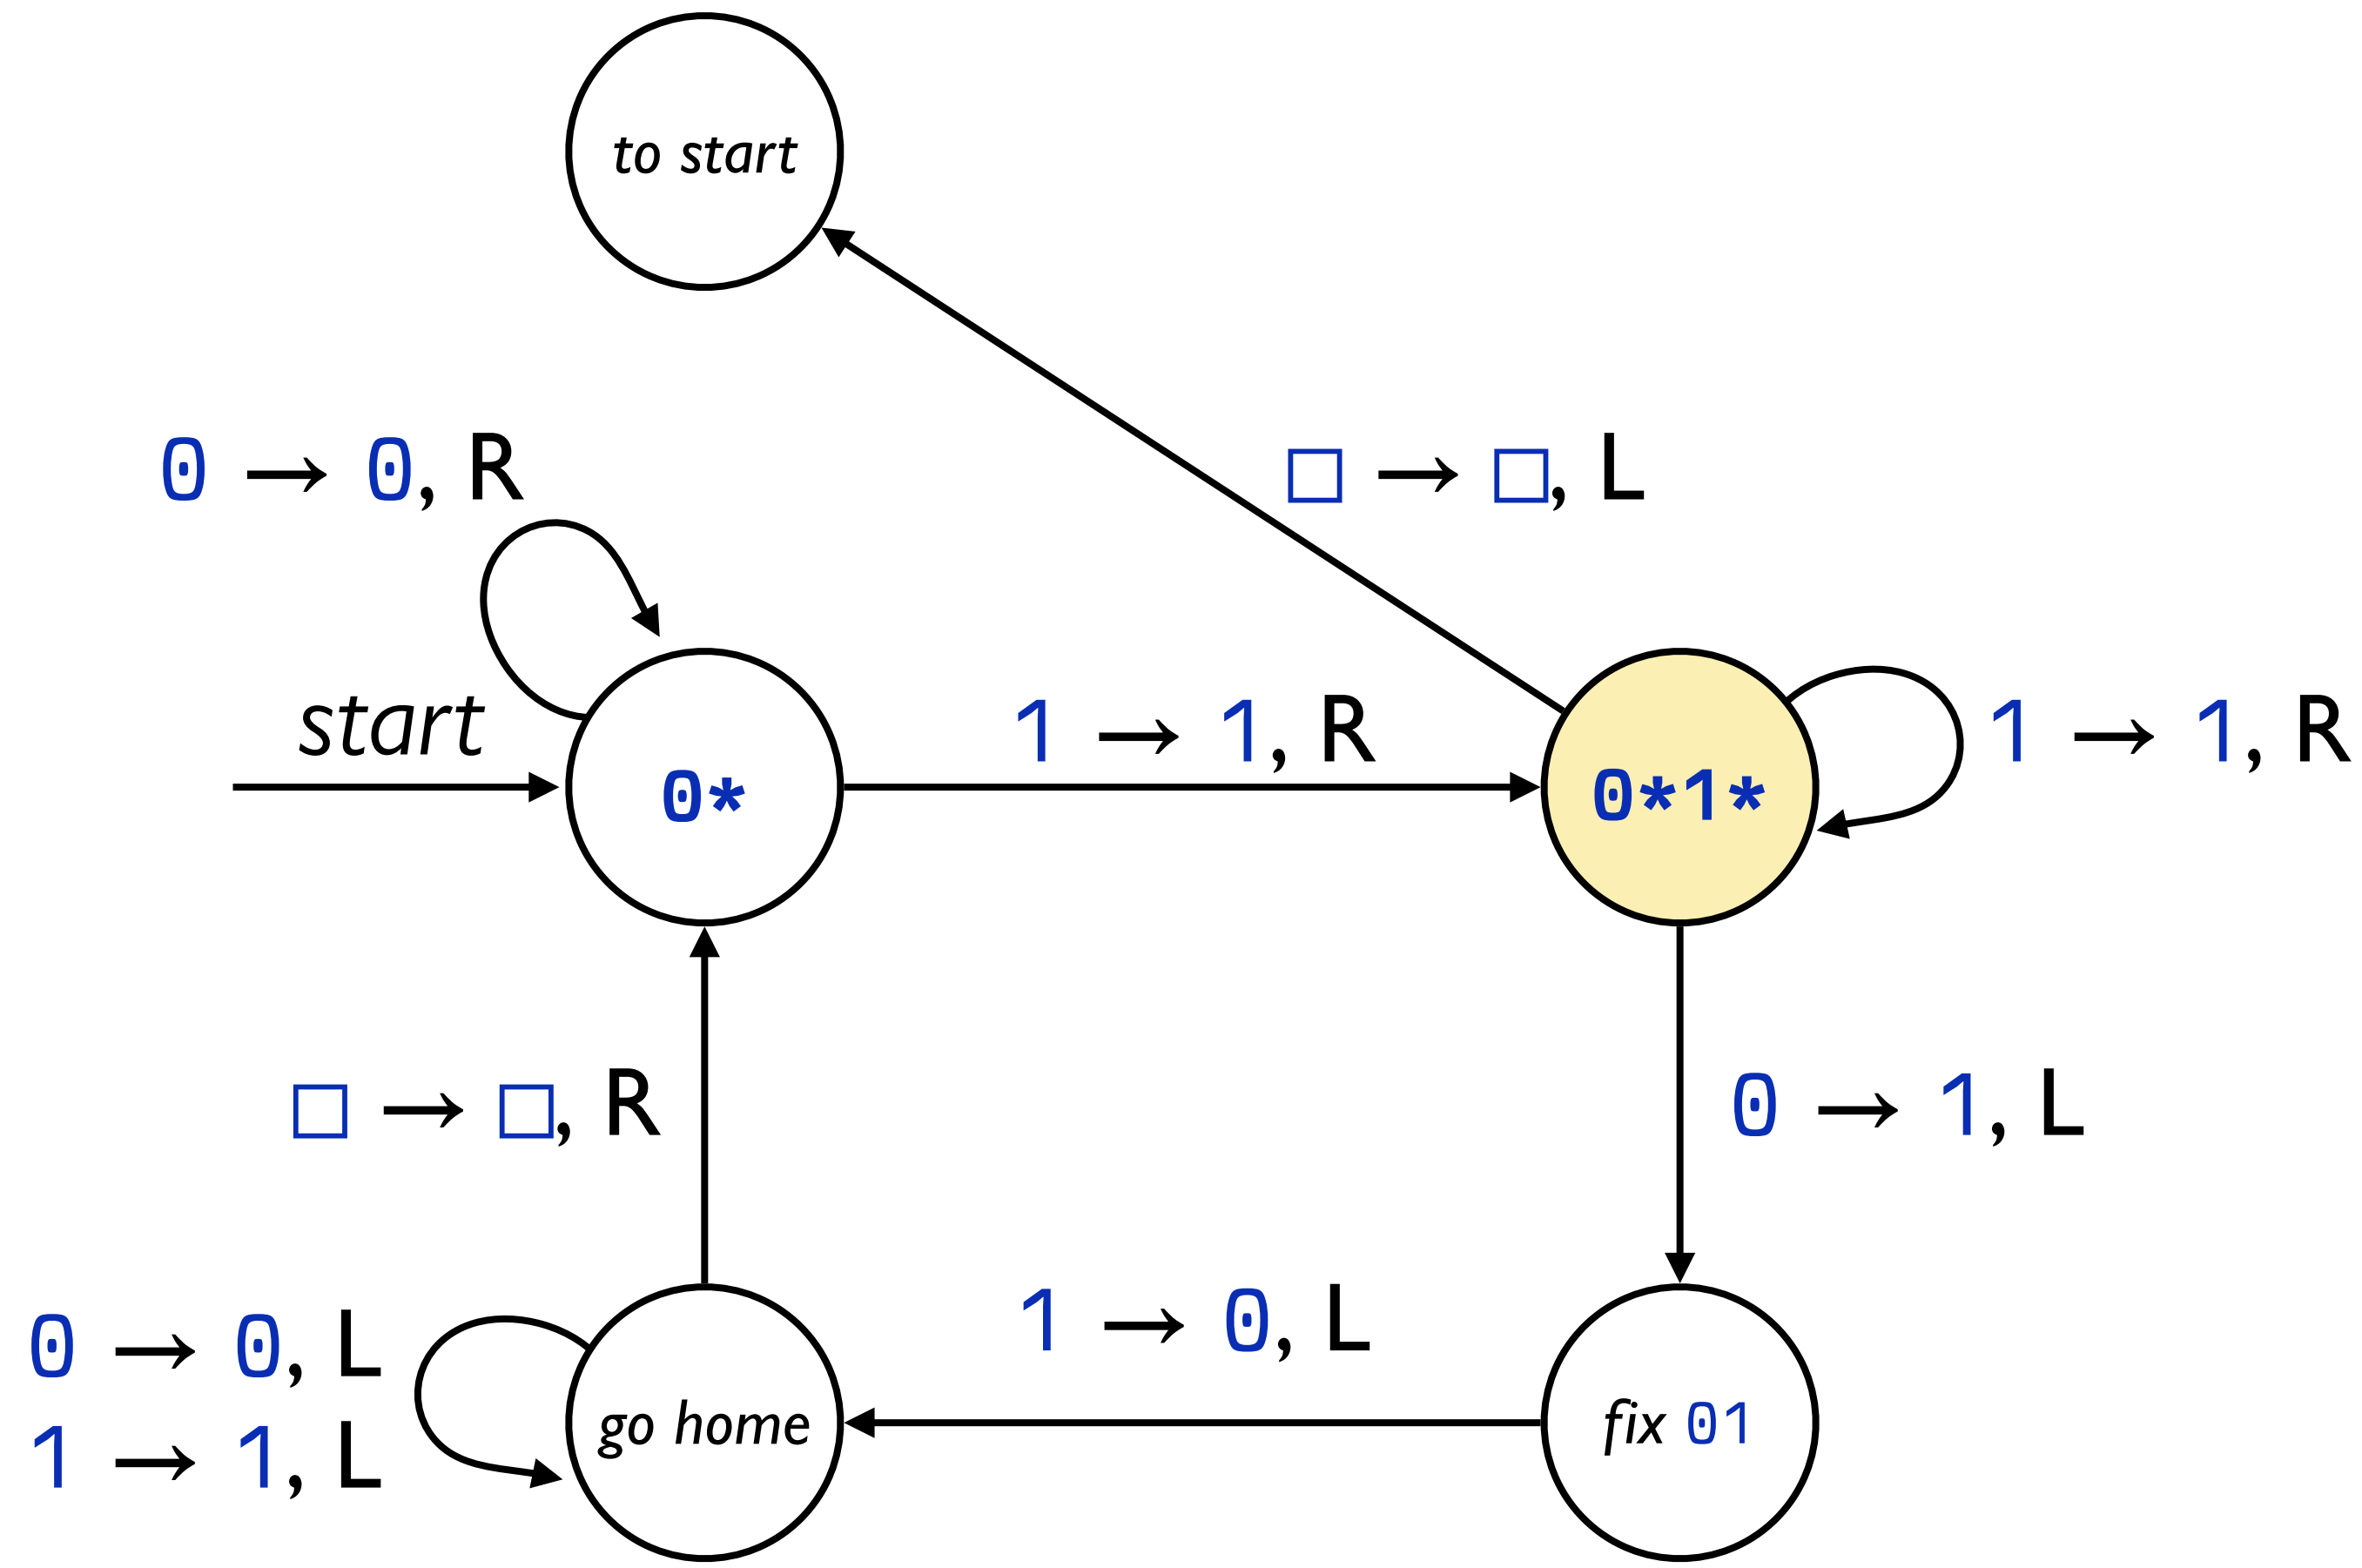 to start
0 → 0, R
□ → □, L
start
1 → 1, R
1 → 1, R
0*
0*1*
□ → □, R
0 → 1, L
1 → 0, L
0 → 0, L
1 → 1, L
go home
fix 01